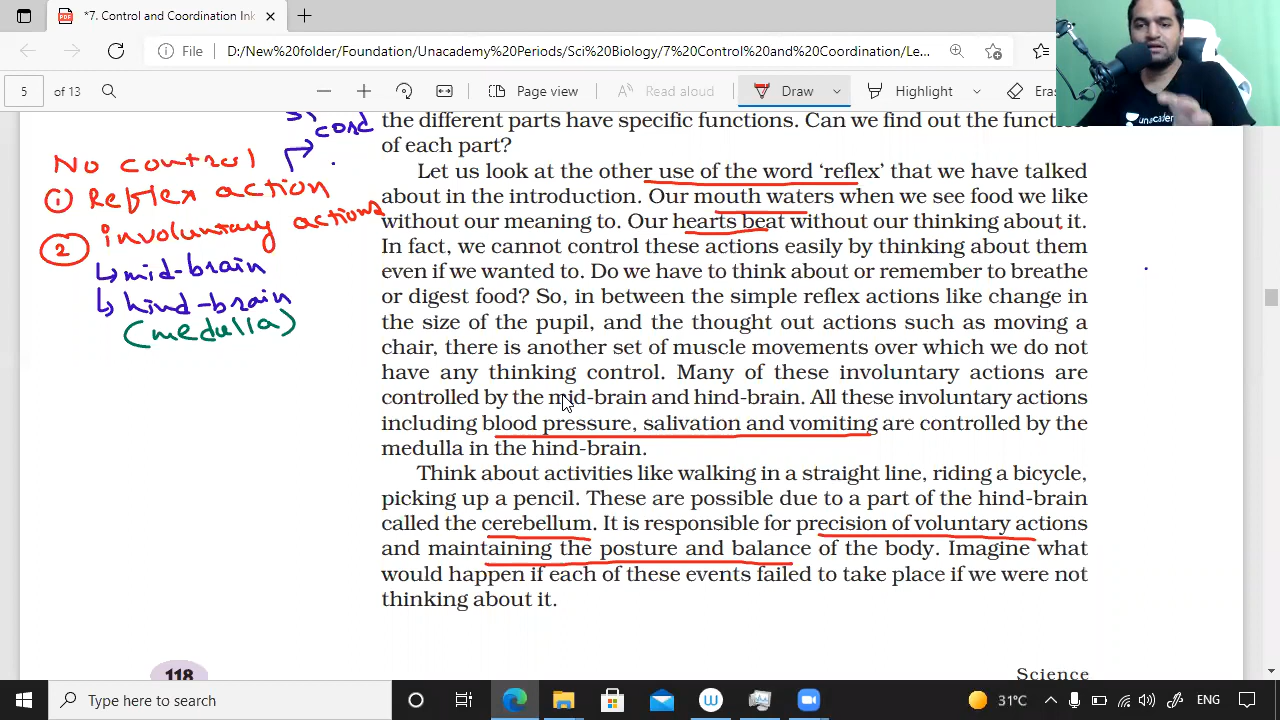 *7. Control and Coordination Ink
File
D:/New%20folder/Foundation/Unacademy%20Periods/Sci%20Biology/7%20Control%20and%20Coordination/Le...
5 of 13
Page view
Read aloud
Draw
Highlight
Eras
unacade
cord
No control
① Reflex action
② involuntary actions
↳ mid-brain
↳ hind-brain
(medulla)
the different parts have specific functions. Can we find out the function
of each part?
Let us look at the other use of the word ‘reflex’ that we have talked
about in the introduction. Our mouth waters when we see food we like
without our meaning to. Our hearts beat without our thinking about it.
In fact, we cannot control these actions easily by thinking about them
even if we wanted to. Do we have to think about or remember to breathe
or digest food? So, in between the simple reflex actions like change in
the size of the pupil, and the thought out actions such as moving a
chair, there is another set of muscle movements over which we do not
have any thinking control. Many of these involuntary actions are
controlled by the mid-brain and hind-brain. All these involuntary actions
including blood pressure, salivation and vomiting are controlled by the
medulla in the hind-brain.
Think about activities like walking in a straight line, riding a bicycle,
picking up a pencil. These are possible due to a part of the hind-brain
called the cerebellum. It is responsible for precision of voluntary actions
and maintaining the posture and balance of the body. Imagine what
would happen if each of these events failed to take place if we were not
thinking about it.
118
Science
Type here to search
31°C
ENG